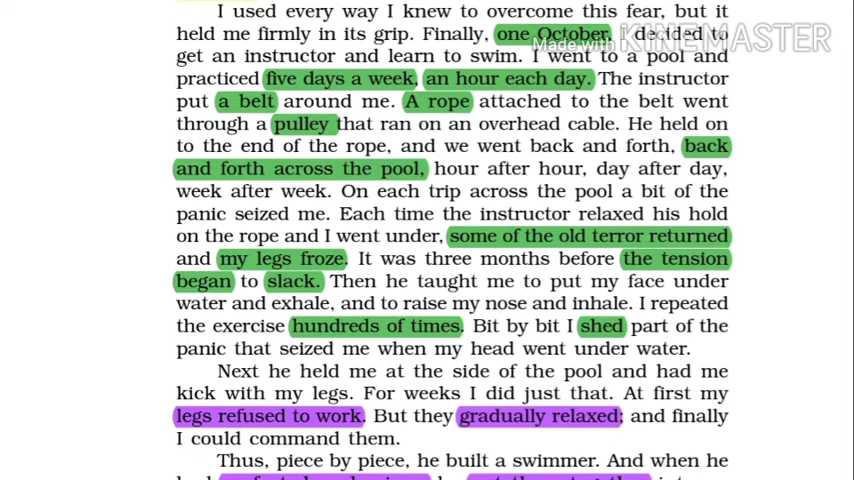 I used every way I knew to overcome this fear, but it
held me firmly in its grip. Finally, one October, I decided to
Made with KINEMASTER
get an instructor and learn to swim. I went to a pool and
practiced five days a week, an hour each day. The instructor
put a belt around me. A rope attached to the belt went
through a pulley that ran on an overhead cable. He held on
to the end of the rope, and we went back and forth, back
and forth across the pool, hour after hour, day after day,
week after week. On each trip across the pool a bit of the
panic seized me. Each time the instructor relaxed his hold
on the rope and I went under, some of the old terror returned
and my legs froze. It was three months before the tension
began to slack. Then he taught me to put my face under
water and exhale, and to raise my nose and inhale. I repeated
the exercise hundreds of times. Bit by bit I shed part of the
panic that seized me when my head went under water.
Next he held me at the side of the pool and had me
kick with my legs. For weeks I did just that. At first my
legs refused to work. But they gradually relaxed; and finally
I could command them.
Thus, piece by piece, he built a swimmer. And when he